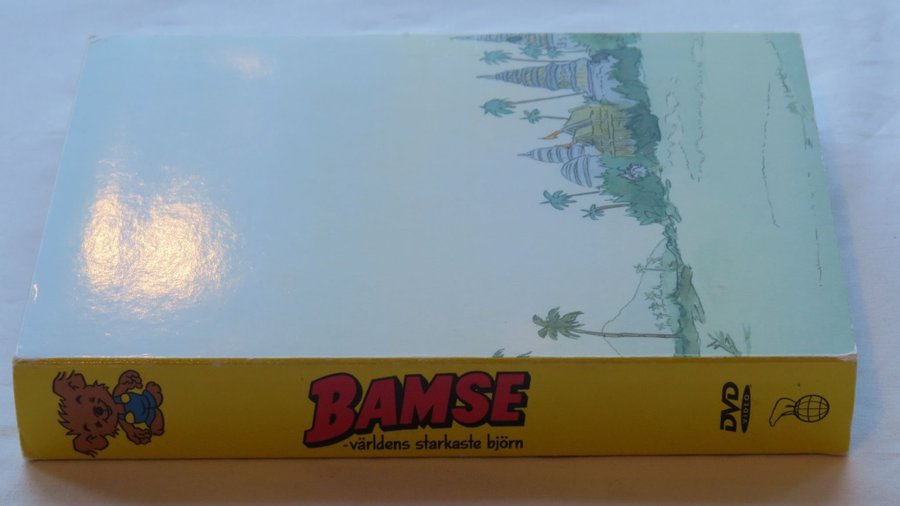 BAMSE
-världens starkaste björn
DVD
VIDEO